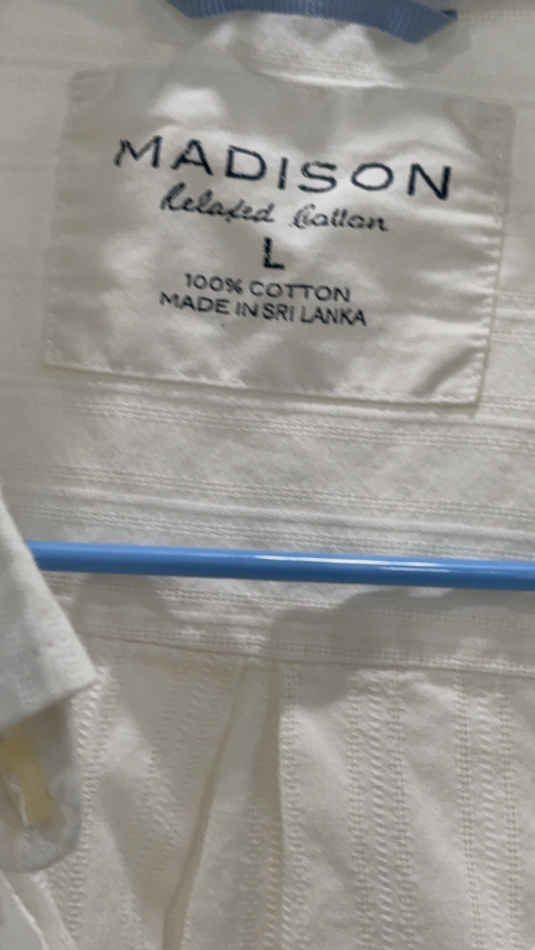 MADISON
Relaxed Cotton
L
100% COTTON
MADE IN SRI LANKA